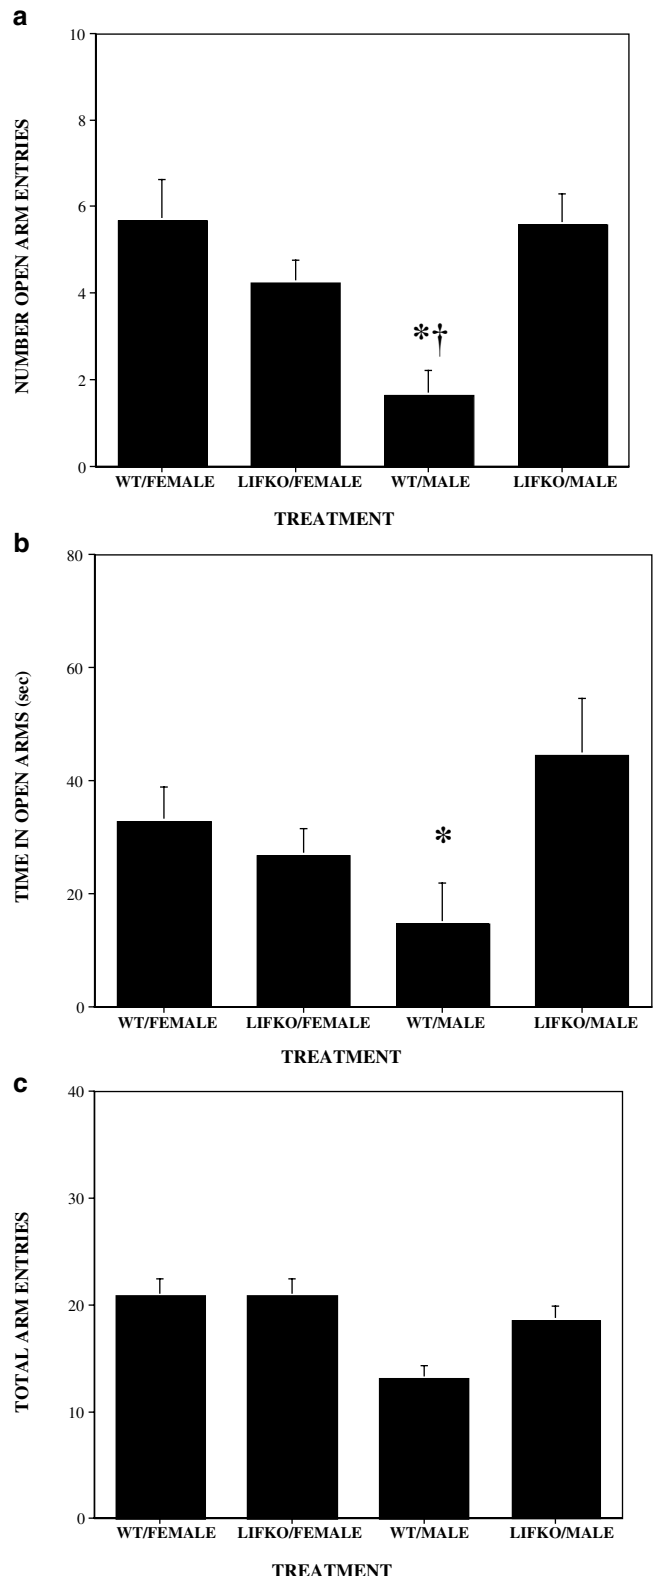 a
NUMBER OPEN ARM ENTRIES
10
8
6
4
2
0
*†
WT/FEMALE LIFKO/FEMALE WT/MALE LIFKO/MALE
TREATMENT
b
TIME IN OPEN ARMS (sec)
80
60
40
20
0
*
WT/FEMALE LIFKO/FEMALE WT/MALE LIFKO/MALE
TREATMENT
c
TOTAL ARM ENTRIES
40
30
20
10
0
WT/FEMALE LIFKO/FEMALE WT/MALE LIFKO/MALE
TREATMENT